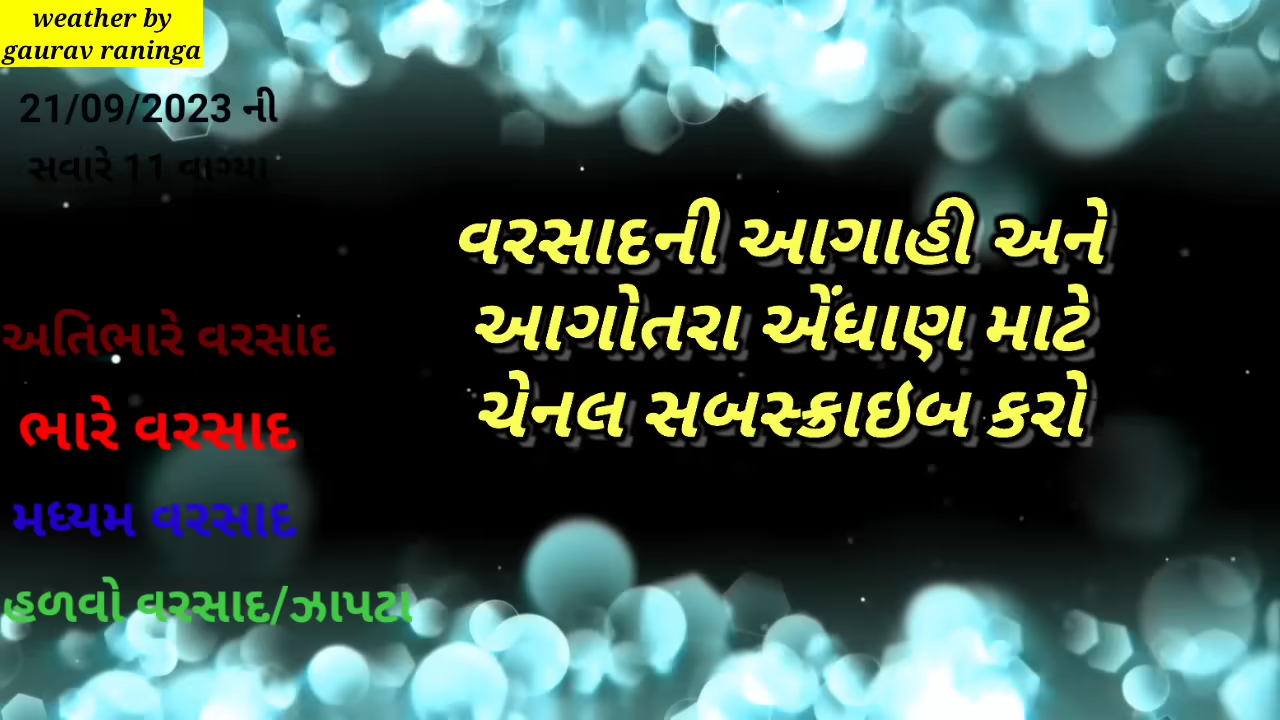 weather by
gaurav raninga
21/09/2023 ની
સવારે 11 વાગ્યા
વરસાદની આગાહી અને
આગોતરા એંધાણ માટે
ચેનલ સબસ્ક્રાઇબ કરો
અતિભારે વરસાદ
ભારે વરસાદ
મધ્યમ વરસાદ
હળવો વરસાદ/ઝાપટા